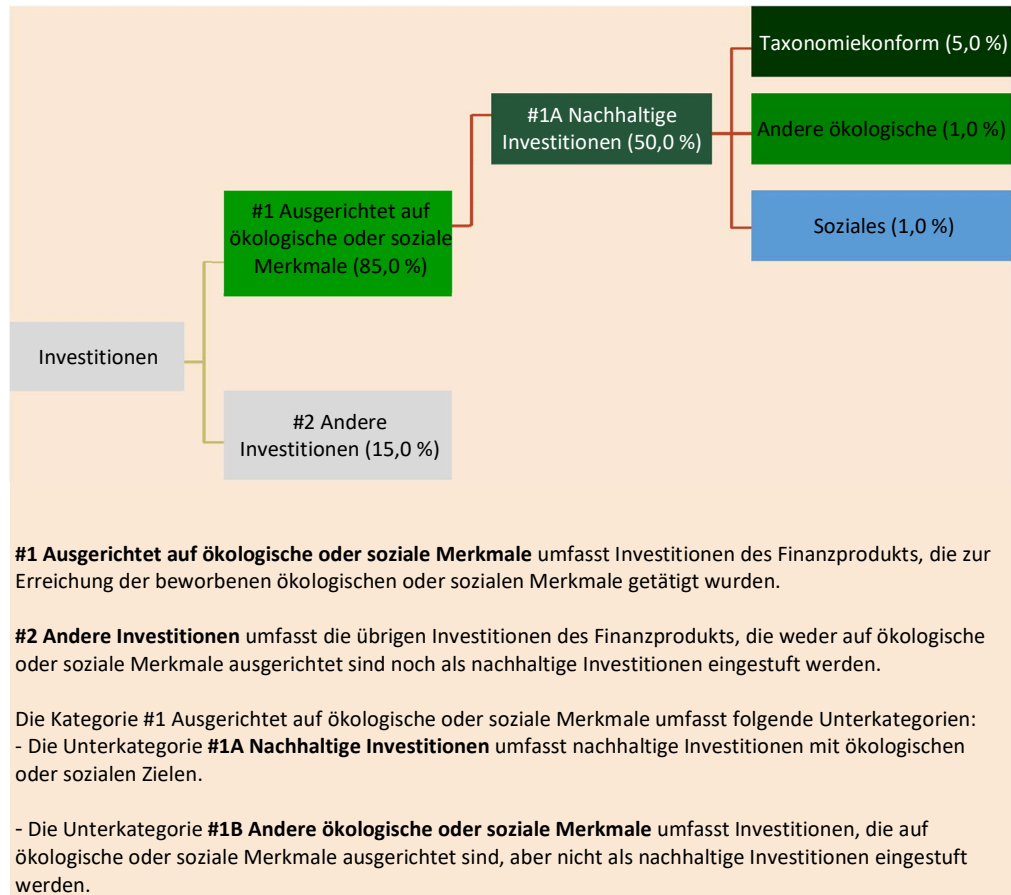 Taxonomiekonform (5,0 %)
#1A Nachhaltige
Investitionen (50,0 %)
Andere ökologische (1,0 %)
#1 Ausgerichtet auf
ökologische oder soziale
Merkmale (85,0 %)
Soziales (1,0 %)
Investitionen
#2 Andere
Investitionen (15,0 %)
#1 Ausgerichtet auf ökologische oder soziale Merkmale umfasst Investitionen des Finanzprodukts, die zur
Erreichung der beworbenen ökologischen oder sozialen Merkmale getätigt wurden.
#2 Andere Investitionen umfasst die übrigen Investitionen des Finanzprodukts, die weder auf ökologische
oder soziale Merkmale ausgerichtet sind noch als nachhaltige Investitionen eingestuft werden.
Die Kategorie #1 Ausgerichtet auf ökologische oder soziale Merkmale umfasst folgende Unterkategorien:
- Die Unterkategorie #1A Nachhaltige Investitionen umfasst nachhaltige Investitionen mit ökologischen
oder sozialen Zielen.
- Die Unterkategorie #1B Andere ökologische oder soziale Merkmale umfasst Investitionen, die auf
ökologische oder soziale Merkmale ausgerichtet sind, aber nicht als nachhaltige Investitionen eingestuft
werden.